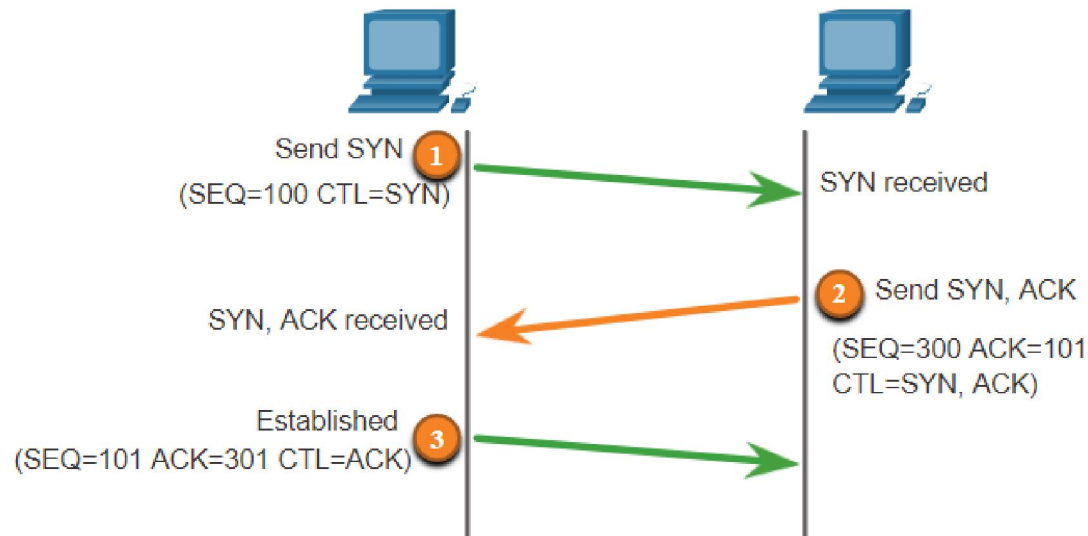 Send SYN 1
(SEQ=100 CTL=SYN)
SYN received
2 Send SYN, ACK
SYN, ACK received
(SEQ=300 ACK=101
CTL=SYN, ACK)
Established 3
(SEQ=101 ACK=301 CTL=ACK)